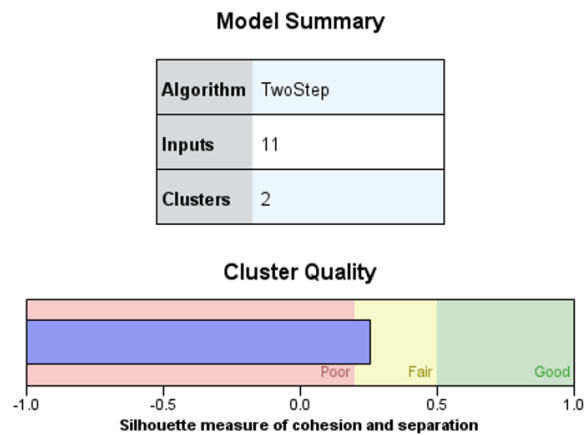 Model Summary
Algorithm TwoStep
Inputs 11
Clusters 2
Cluster Quality
Poor Fair Good
-1.0 -0.5 0.0 0.5 1.0
Silhouette measure of cohesion and separation